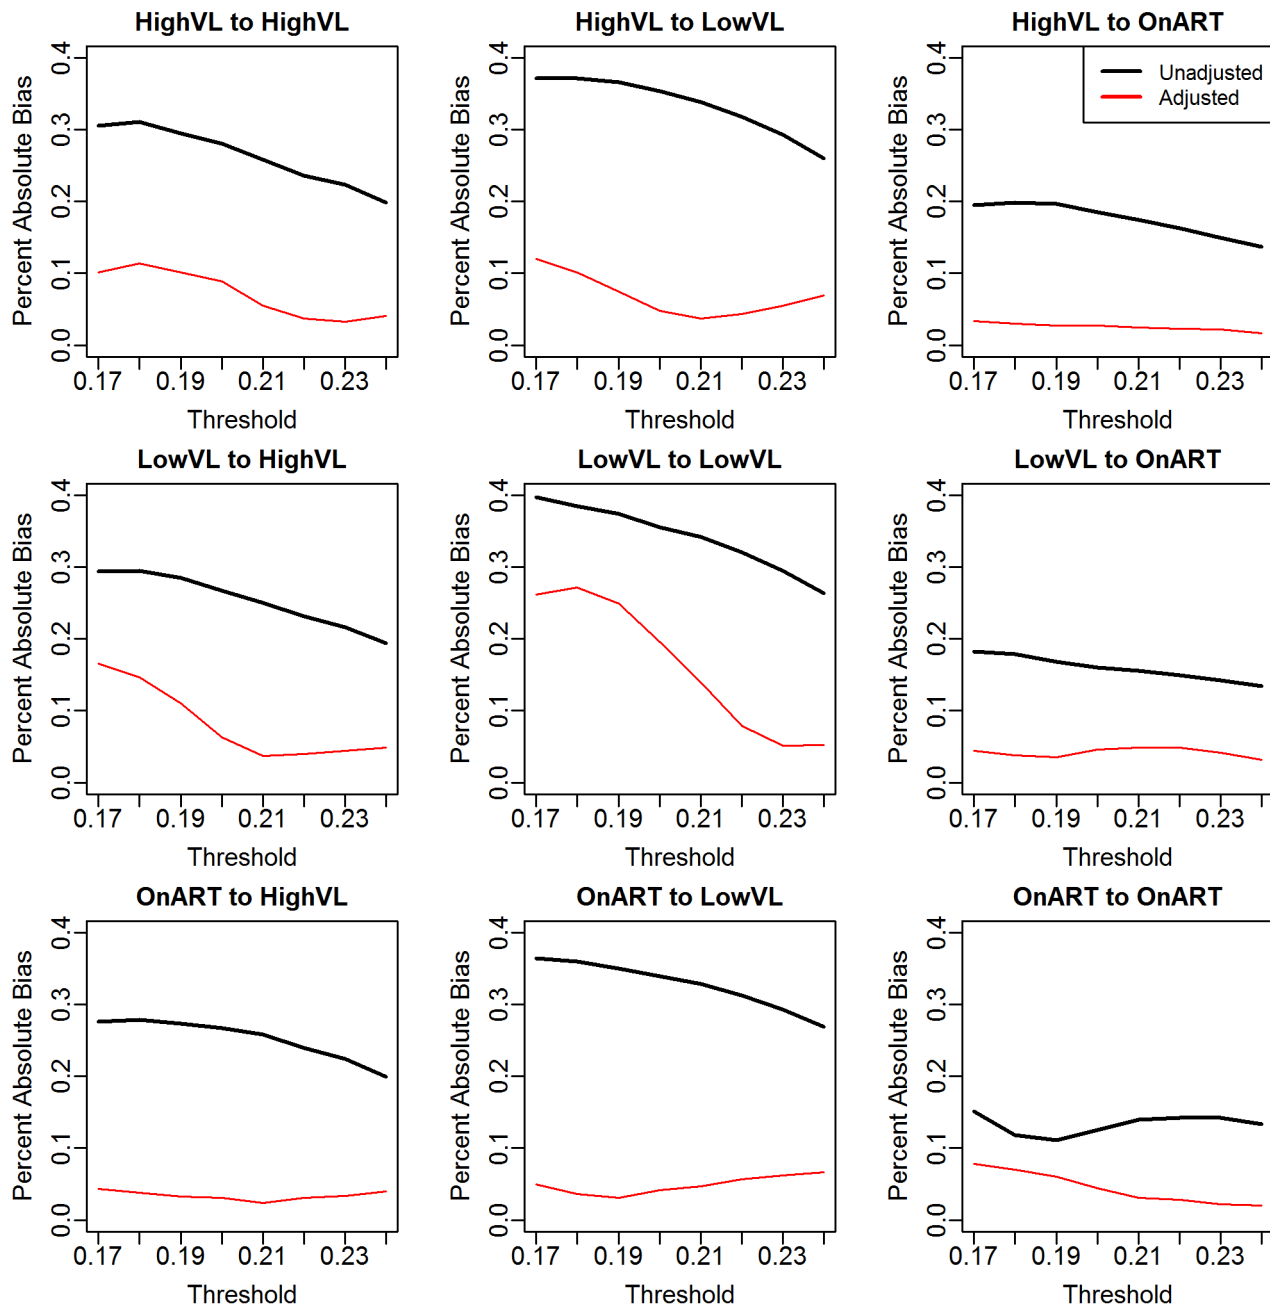 HighVL to HighVL
HighVL to LowVL
HighVL to OnART
Percent Absolute Bias
0.0 0.1 0.2 0.3 0.4
0.17 0.19 0.21 0.23
Threshold
Percent Absolute Bias
0.0 0.1 0.2 0.3 0.4
0.17 0.19 0.21 0.23
Threshold
Percent Absolute Bias
0.0 0.1 0.2 0.3 0.4
Unadjusted
Adjusted
0.17 0.19 0.21 0.23
Threshold
LowVL to HighVL
LowVL to LowVL
LowVL to OnART
Percent Absolute Bias
0.0 0.1 0.2 0.3 0.4
0.17 0.19 0.21 0.23
Threshold
Percent Absolute Bias
0.0 0.1 0.2 0.3 0.4
0.17 0.19 0.21 0.23
Threshold
Percent Absolute Bias
0.0 0.1 0.2 0.3 0.4
0.17 0.19 0.21 0.23
Threshold
OnART to HighVL
OnART to LowVL
OnART to OnART
Percent Absolute Bias
0.0 0.1 0.2 0.3 0.4
0.17 0.19 0.21 0.23
Threshold
Percent Absolute Bias
0.0 0.1 0.2 0.3 0.4
0.17 0.19 0.21 0.23
Threshold
Percent Absolute Bias
0.0 0.1 0.2 0.3 0.4
0.17 0.19 0.21 0.23
Threshold